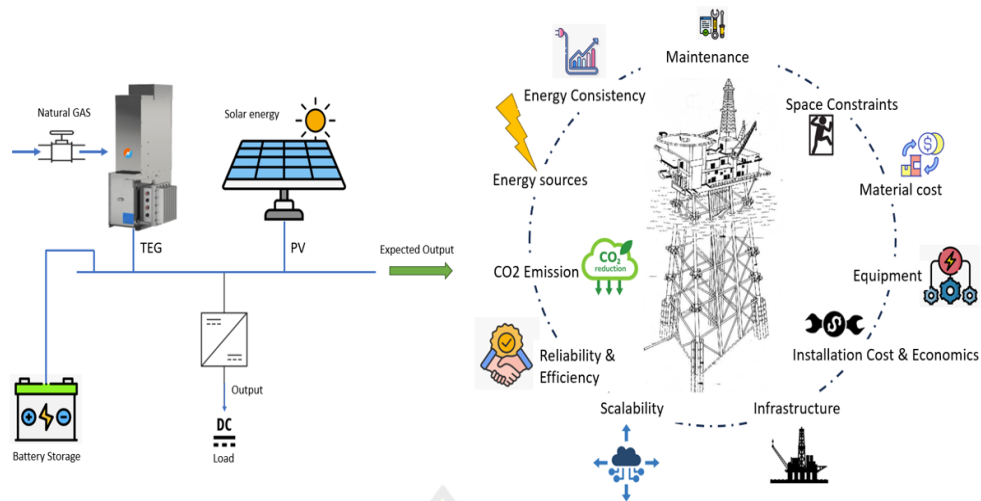 Natural GAS
Solar energy
TEG
PV
Expected Output
Output
DC
Load
Battery Storage
Maintenance
Energy Consistency
Space Constraints
Energy sources
Material cost
CO2 Emission
CO2
reduction
Equipment
Reliability &
Efficiency
Installation Cost & Economics
Scalability
Infrastructure